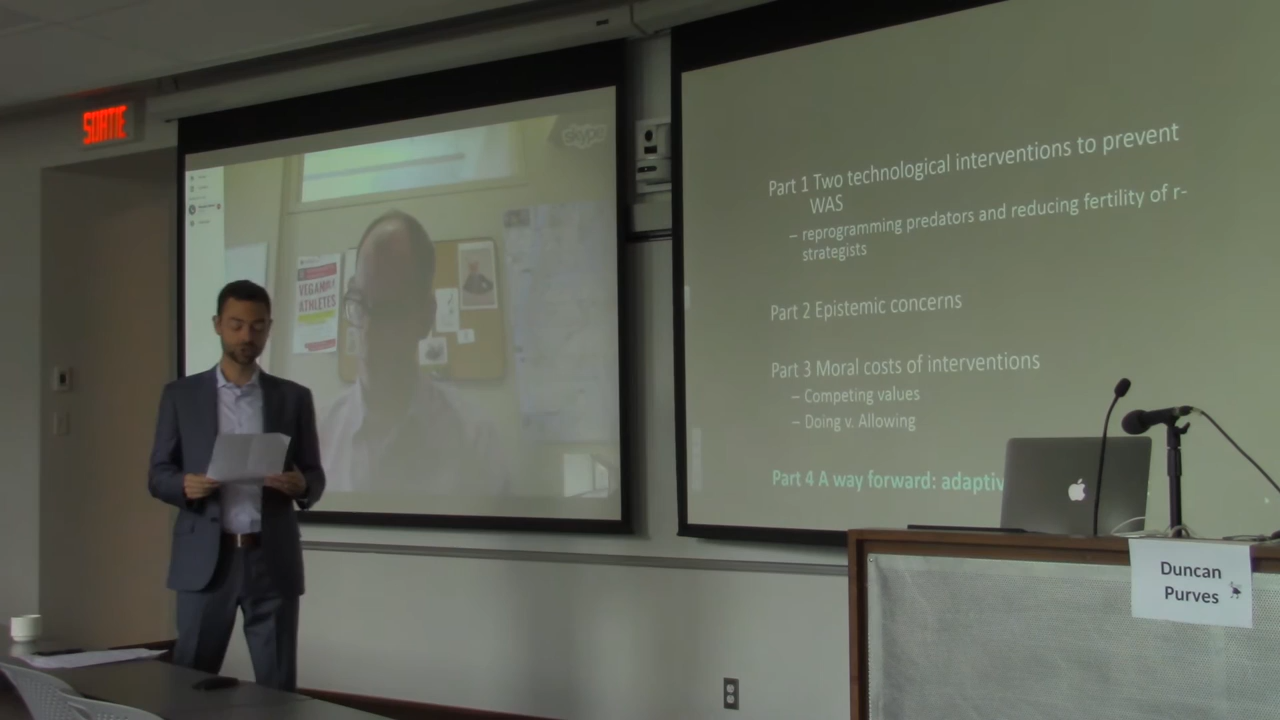 SORTIE
skype
VEGAN
ATHLETES
Part 1 Two technological interventions to prevent
WAS
– reprogramming predators and reducing fertility of r-
strategists
Part 2 Epistemic concerns
Part 3 Moral costs of interventions
– Competing values
– Doing v. Allowing
Part 4 A way forward: adaptiv
Duncan
Purves